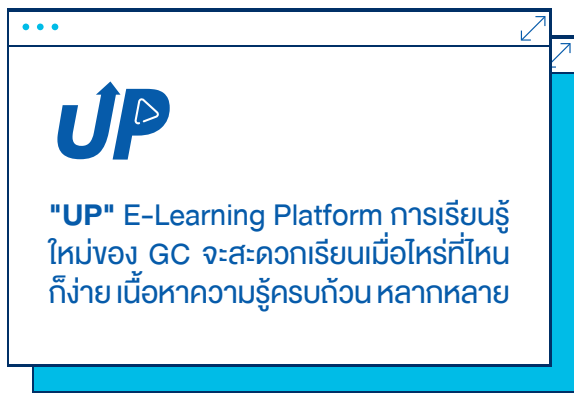 UP
"UP" E-Learning Platform การเรียนรู้
ใหม่ของ GC จะสะดวกเรียนเมื่อไหร่ที่ไหน
ก็ง่าย เนื้อหาความรู้ครบถ้วน หลากหลาย